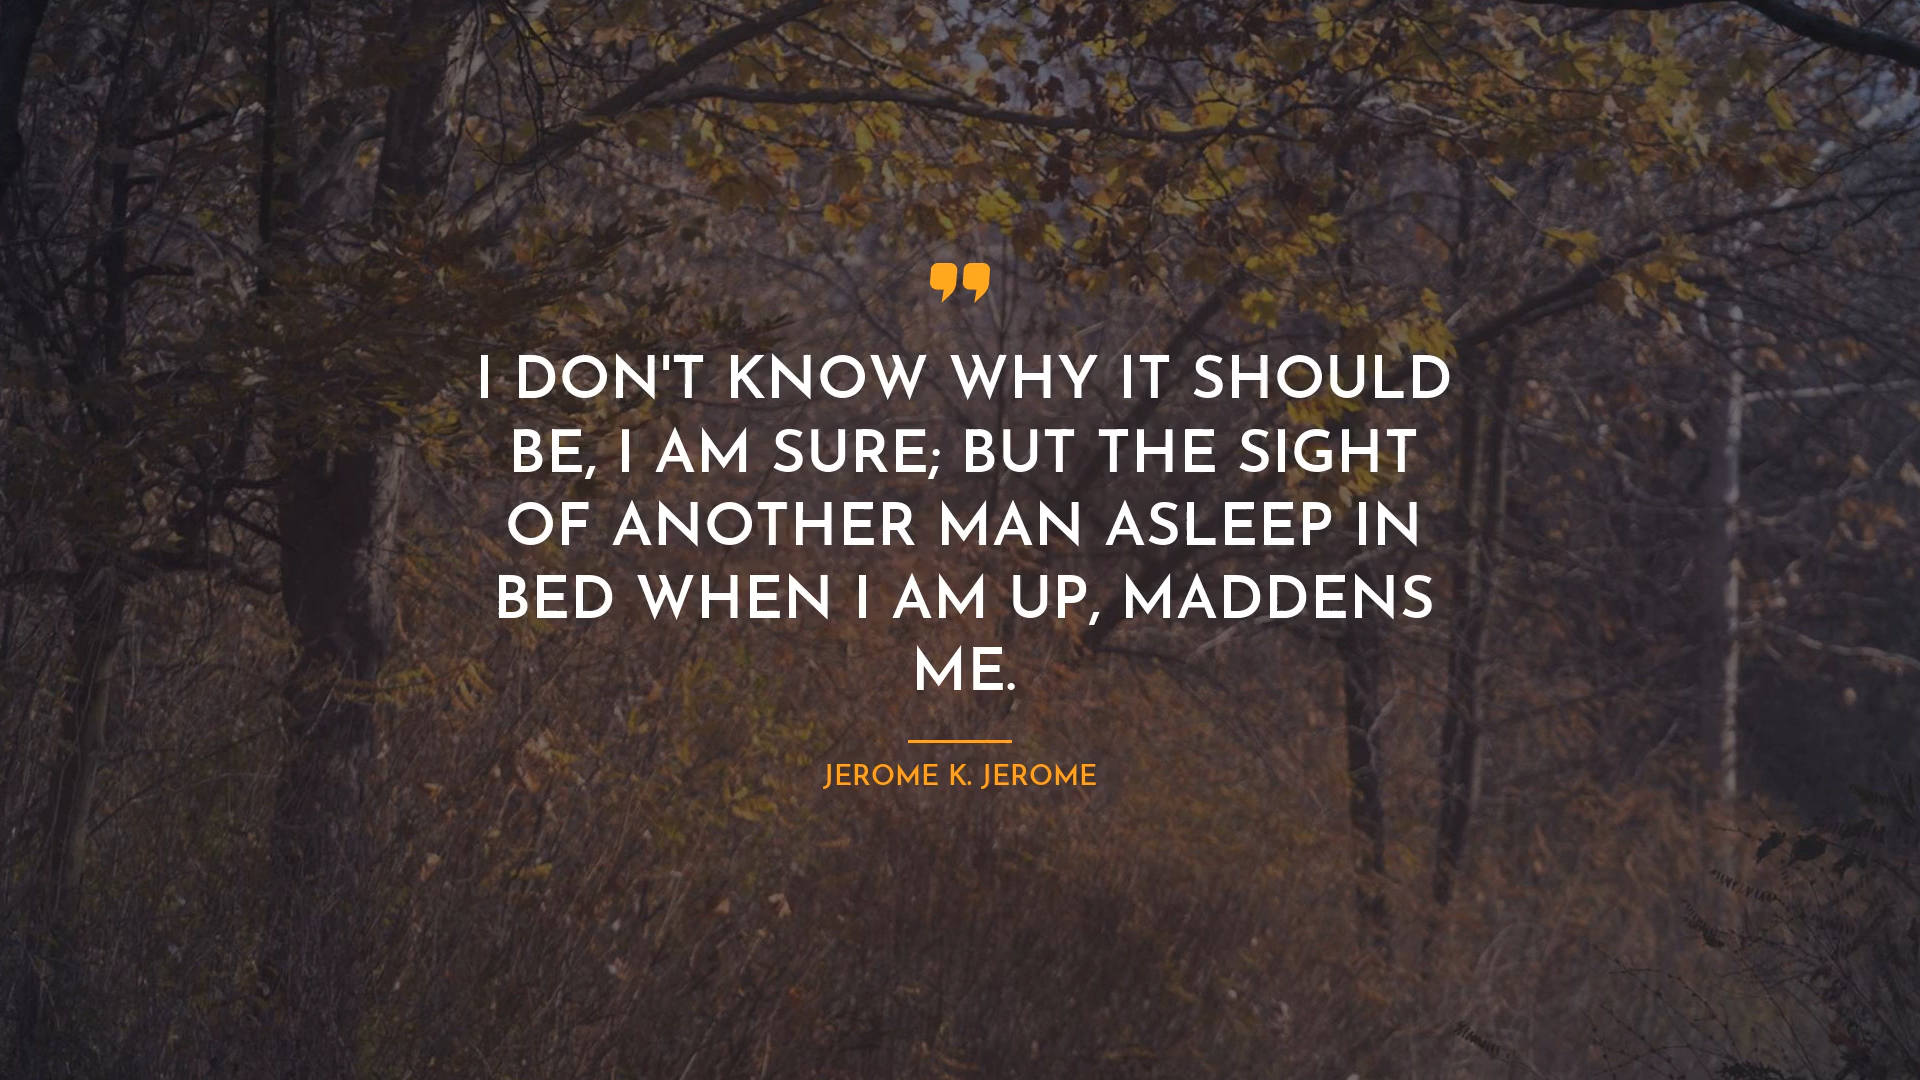 I DON'T KNOW WHY IT SHOULD
BE, I AM SURE; BUT THE SIGHT
OF ANOTHER MAN ASLEEP IN
BED WHEN I AM UP, MADDENS
ME.
JEROME K. JEROME